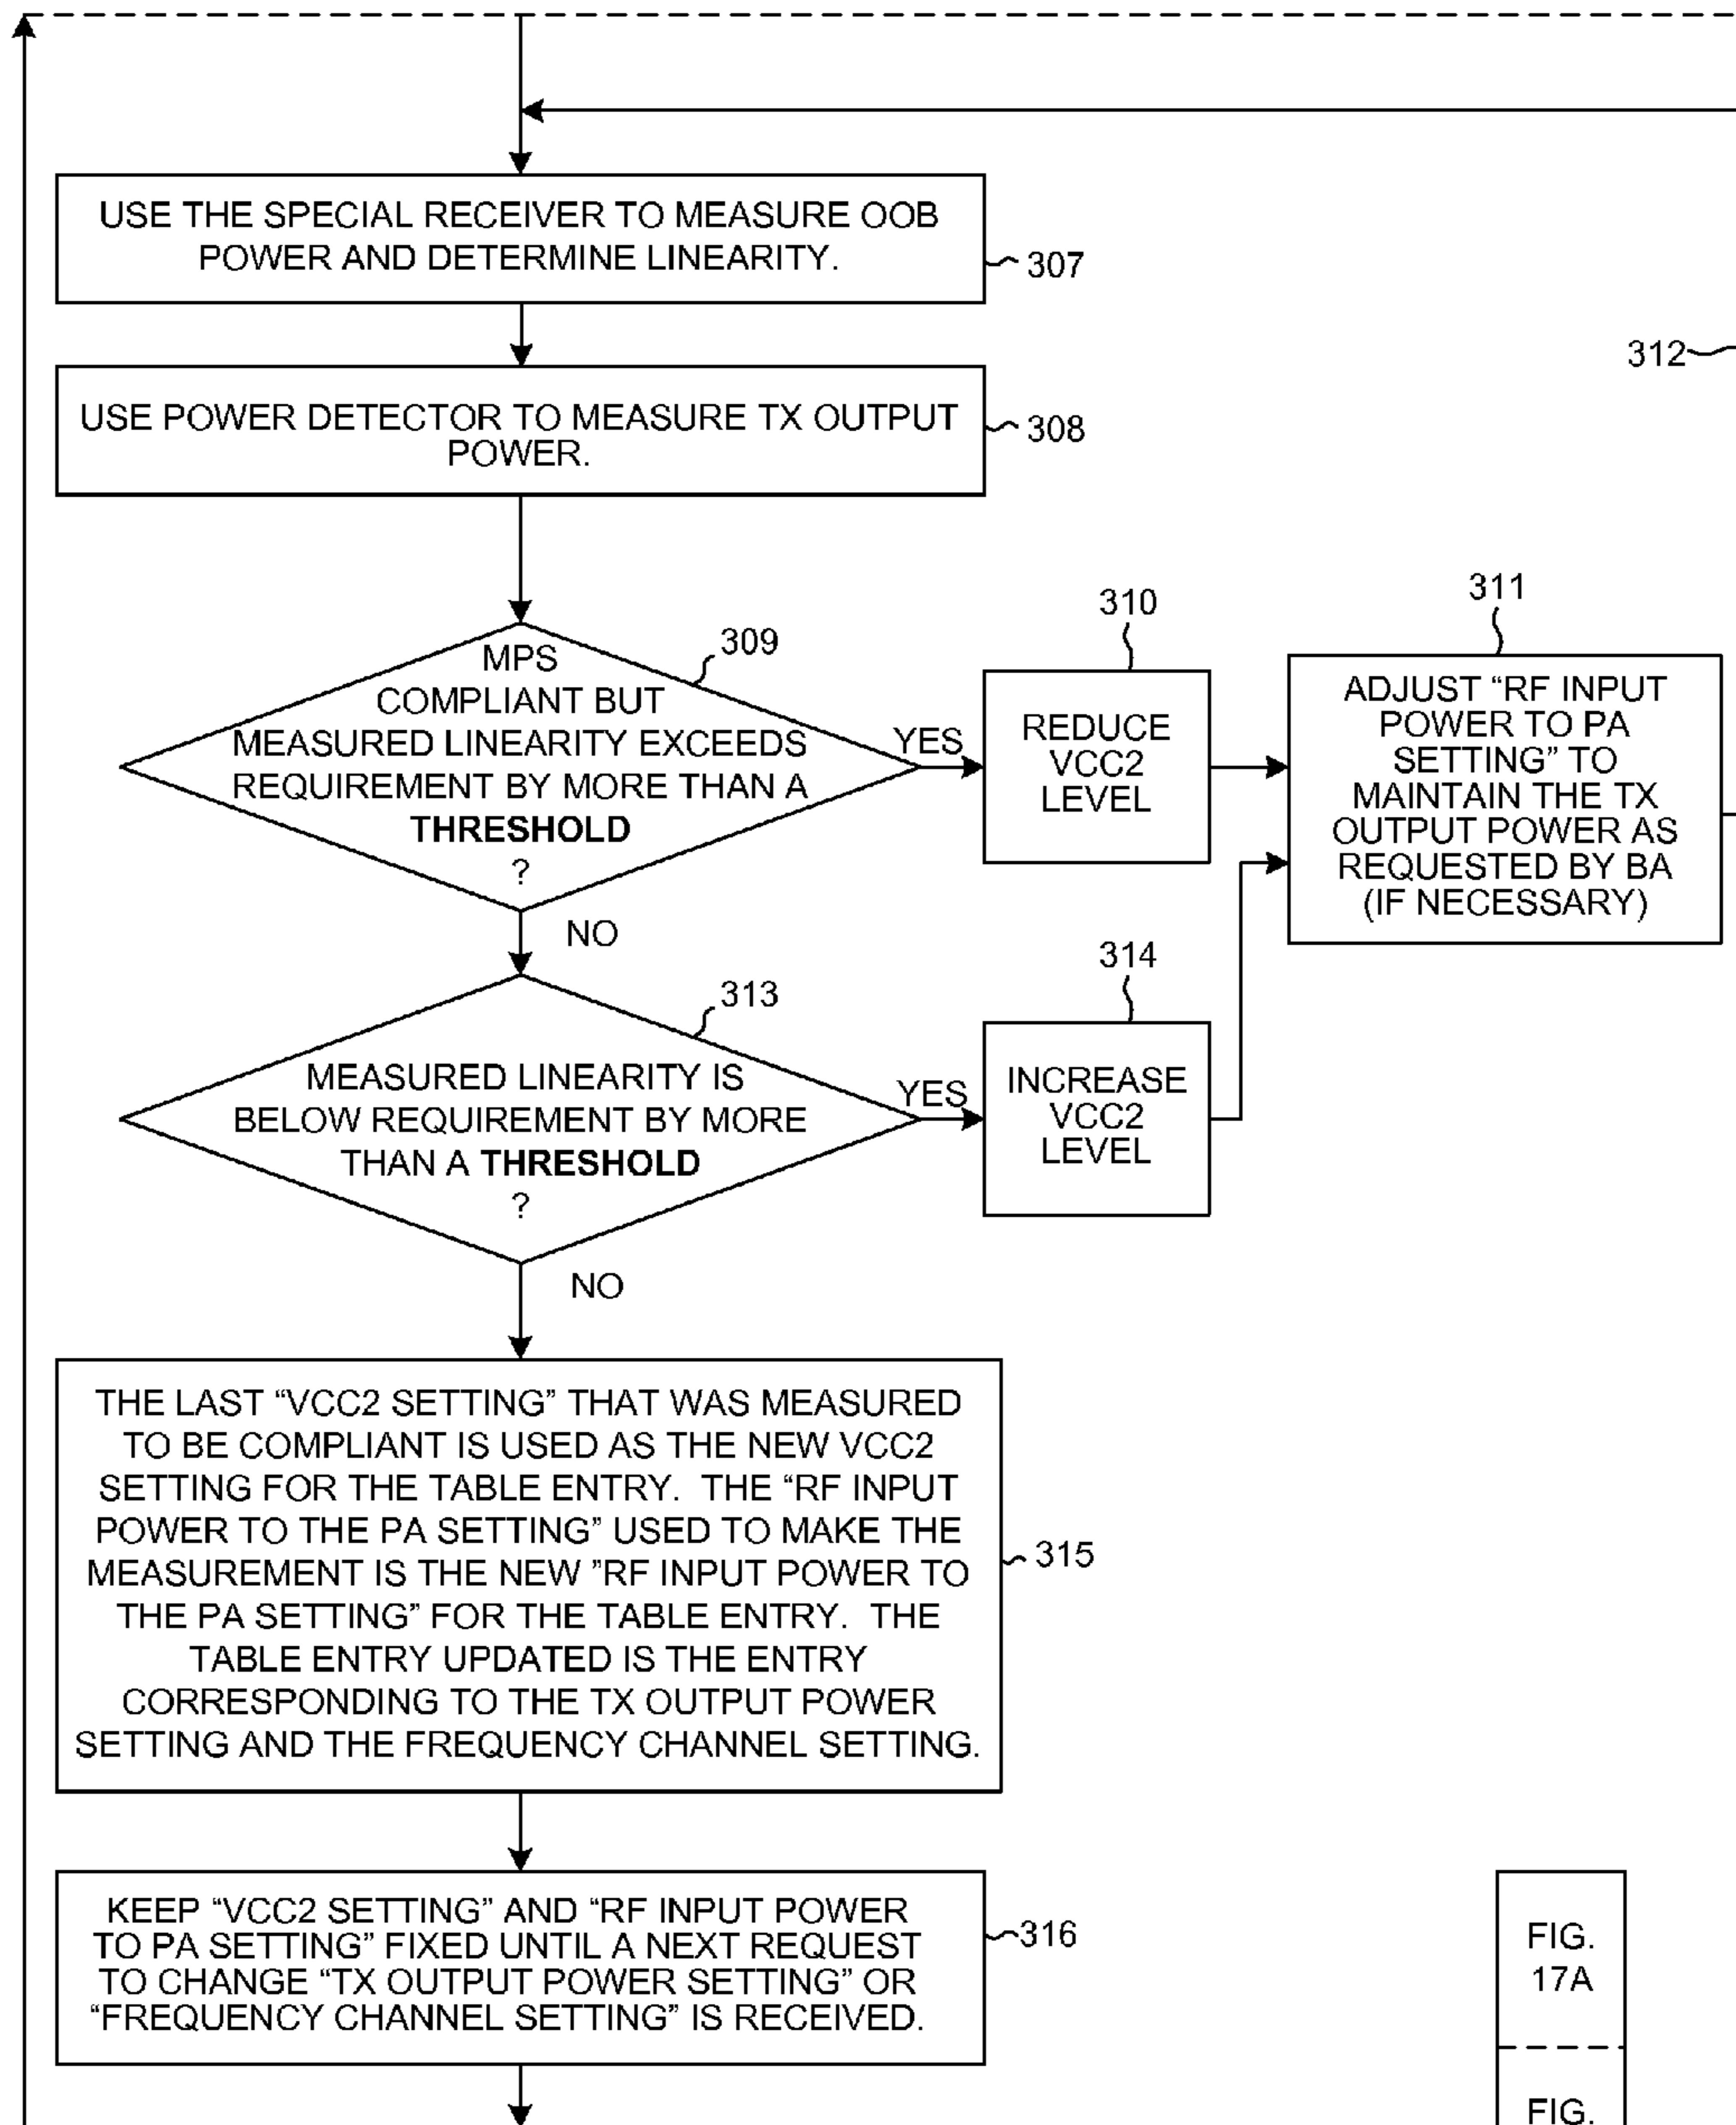 USE THE SPECIAL RECEIVER TO MEASURE OOB
POWER AND DETERMINE LINEARITY.
307
312
USE POWER DETECTOR TO MEASURE TX OUTPUT
POWER.
308
309
MPS
COMPLIANT BUT
MEASURED LINEARITY EXCEEDS
REQUIREMENT BY MORE THAN A
THRESHOLD
?
YES
NO
310
REDUCE
VCC2
LEVEL
311
ADJUST “RF INPUT
POWER TO PA
SETTING” TO
MAINTAIN THE TX
OUTPUT POWER AS
REQUESTED BY BA
(IF NECESSARY)
313
MEASURED LINEARITY IS
BELOW REQUIREMENT BY MORE
THAN A THRESHOLD
?
YES
NO
314
INCREASE
VCC2
LEVEL
THE LAST “VCC2 SETTING” THAT WAS MEASURED
TO BE COMPLIANT IS USED AS THE NEW VCC2
SETTING FOR THE TABLE ENTRY. THE “RF INPUT
POWER TO THE PA SETTING” USED TO MAKE THE
MEASUREMENT IS THE NEW ”RF INPUT POWER TO
THE PA SETTING” FOR THE TABLE ENTRY. THE
TABLE ENTRY UPDATED IS THE ENTRY
CORRESPONDING TO THE TX OUTPUT POWER
SETTING AND THE FREQUENCY CHANNEL SETTING.
315
KEEP “VCC2 SETTING” AND “RF INPUT POWER
TO PA SETTING” FIXED UNTIL A NEXT REQUEST
TO CHANGE “TX OUTPUT POWER SETTING” OR
“FREQUENCY CHANNEL SETTING” IS RECEIVED.
316
FIG.
17A
FIG.